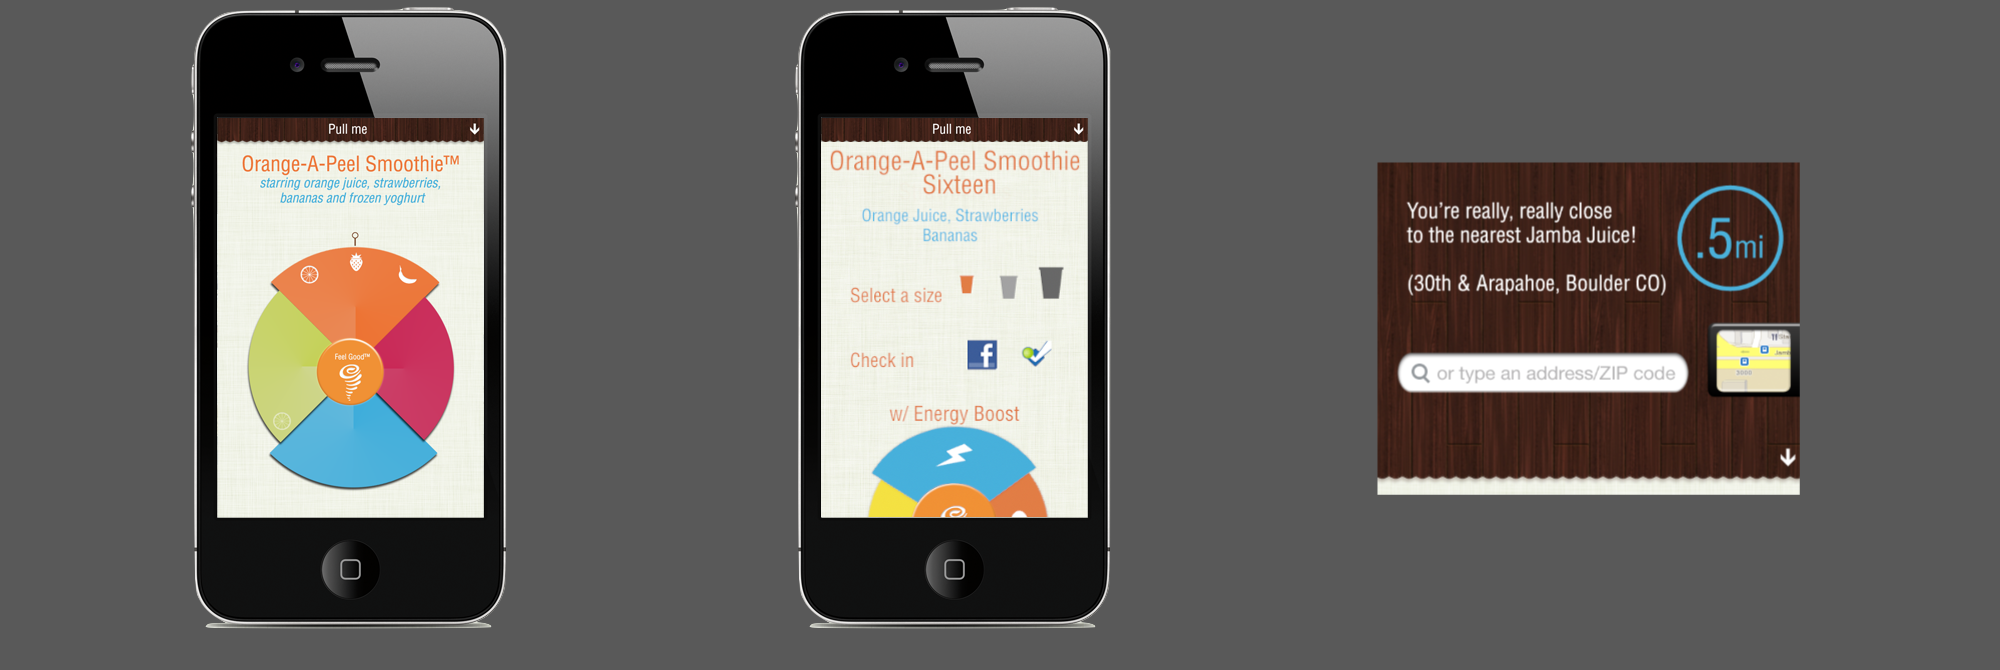 Pull me
Orange-A-Peel Smoothie™
starring orange juice, strawberries,
bananas and frozen yoghurt
Feel Good™
Pull me
Orange-A-Peel Smoothie
Sixteen
Orange Juice, Strawberries
Bananas
Select a size
Check in
f
w/ Energy Boost
You're really, really close
to the nearest Jamba Juice!
(30th & Arapahoe, Boulder CO)
.5mi
or type an address/ZIP code